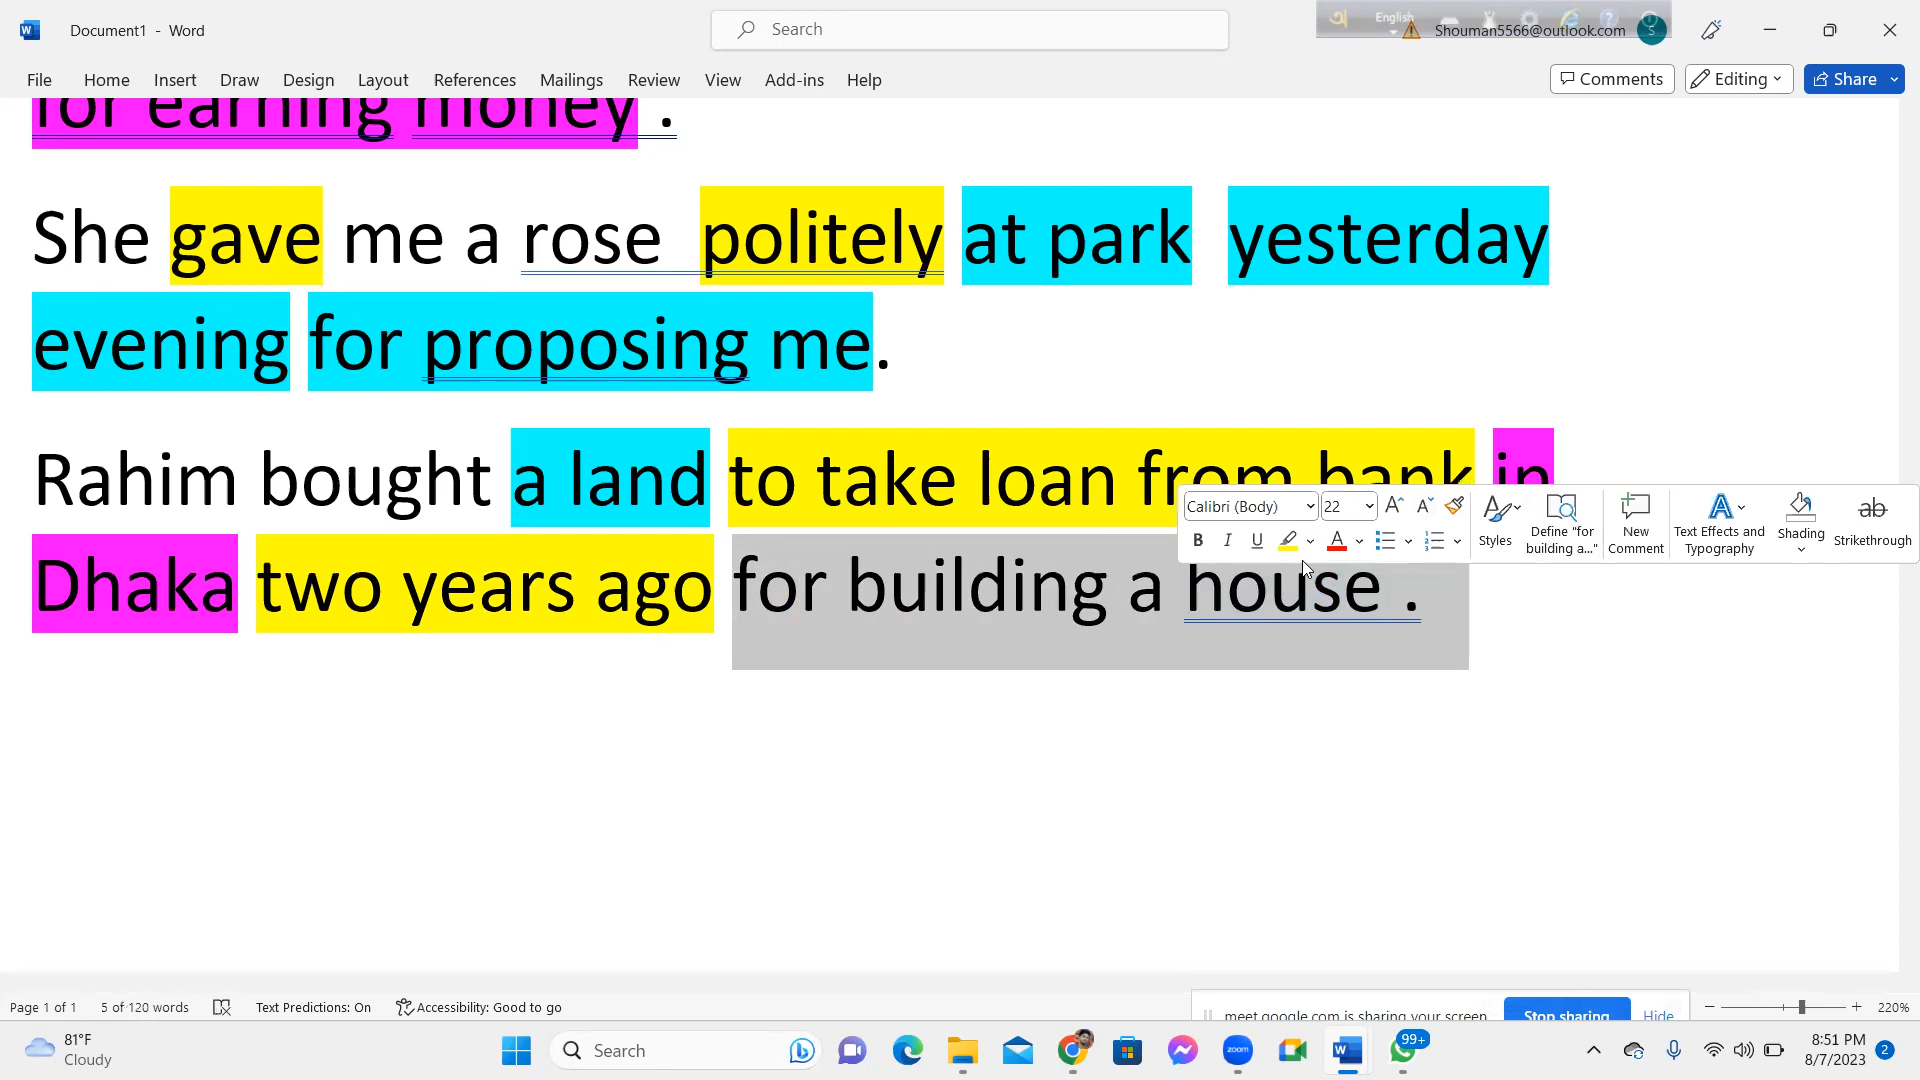 Document1 - Word
Search
English
Shouman5566@outlook.com
S
File Home Insert Draw Design Layout References Mailings Review View Add-ins Help
Comments Editing Share
for earning money .
She gave me a rose politely at park yesterday
evening for proposing me.
Rahim bought a land to take loan from bank in
Calibri (Body) 22
B I U A Styles
Define "for building a..."
New Comment
Text Effects and Typography
Shading
Strikethrough
Dhaka two years ago for building a house .
Page 1 of 1 5 of 120 words Text Predictions: On Accessibility: Good to go
meet.google.com is sharing your screen. Stop sharing Hide
220%
81°F
Cloudy
Search
zoom
99+
8:51 PM
8/7/2023
2